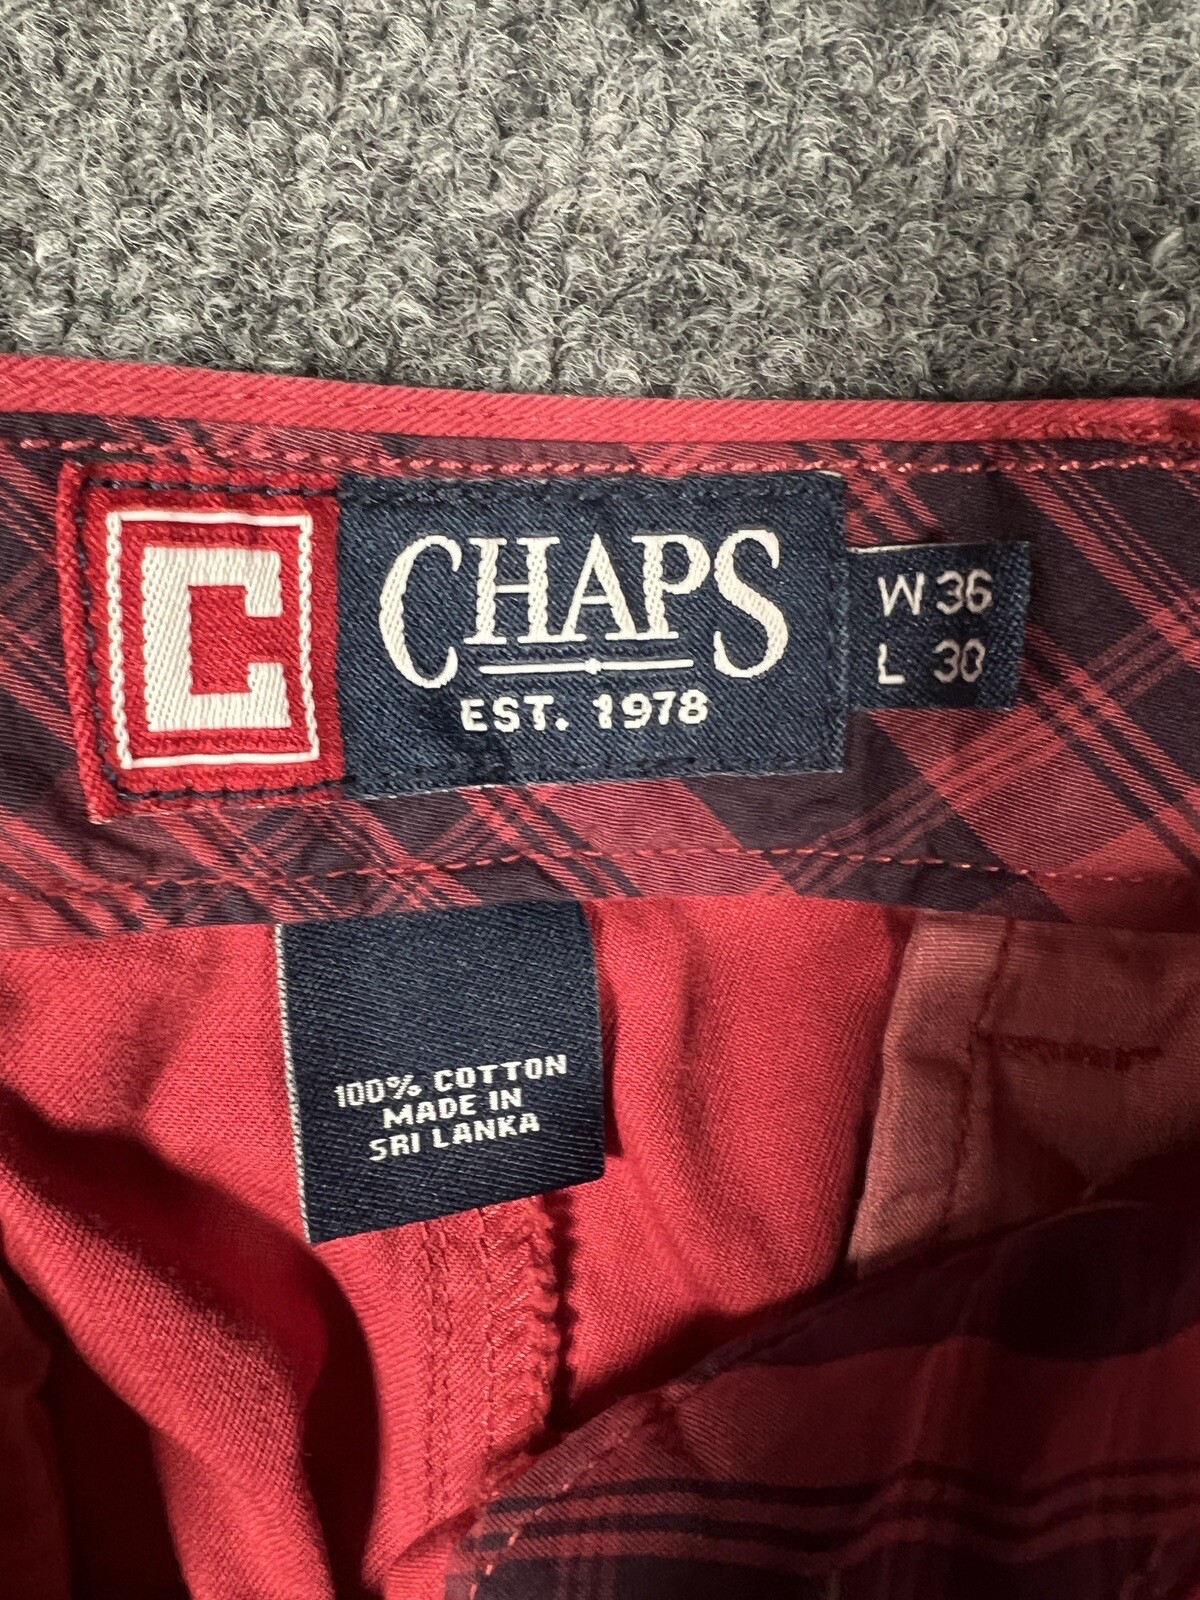 C
CHAPS
EST. 1978
W 36
L 30
100% COTTON
MADE IN
SRI LANKA